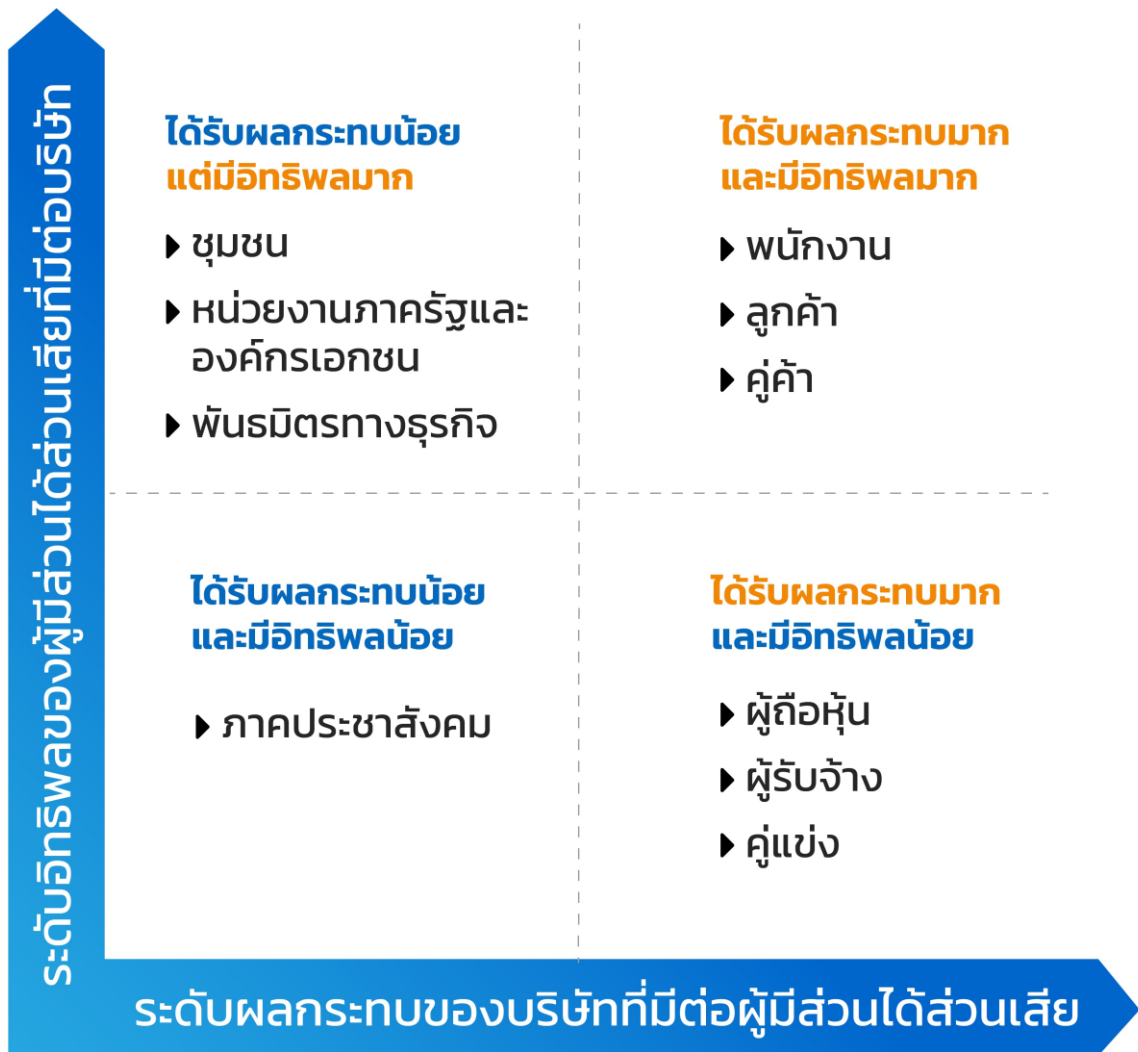 ระดับอิทธิพลของผู้มีส่วนได้ส่วนเสียที่มีต่อบริษัท
ได้รับผลกระทบน้อย
แต่มีอิทธิพลมาก
ชุมชน
หน่วยงานภาครัฐและ
องค์กรเอกชน
พันธมิตรทางธุรกิจ
ได้รับผลกระทบมาก
และมีอิทธิพลมาก
พนักงาน
ลูกค้า
คู่ค้า
ได้รับผลกระทบน้อย
และมีอิทธิพลน้อย
ภาคประชาสังคม
ได้รับผลกระทบมาก
และมีอิทธิพลน้อย
ผู้ถือหุ้น
ผู้รับจ้าง
คู่แข่ง
ระดับผลกระทบของบริษัทที่มีต่อผู้มีส่วนได้ส่วนเสีย